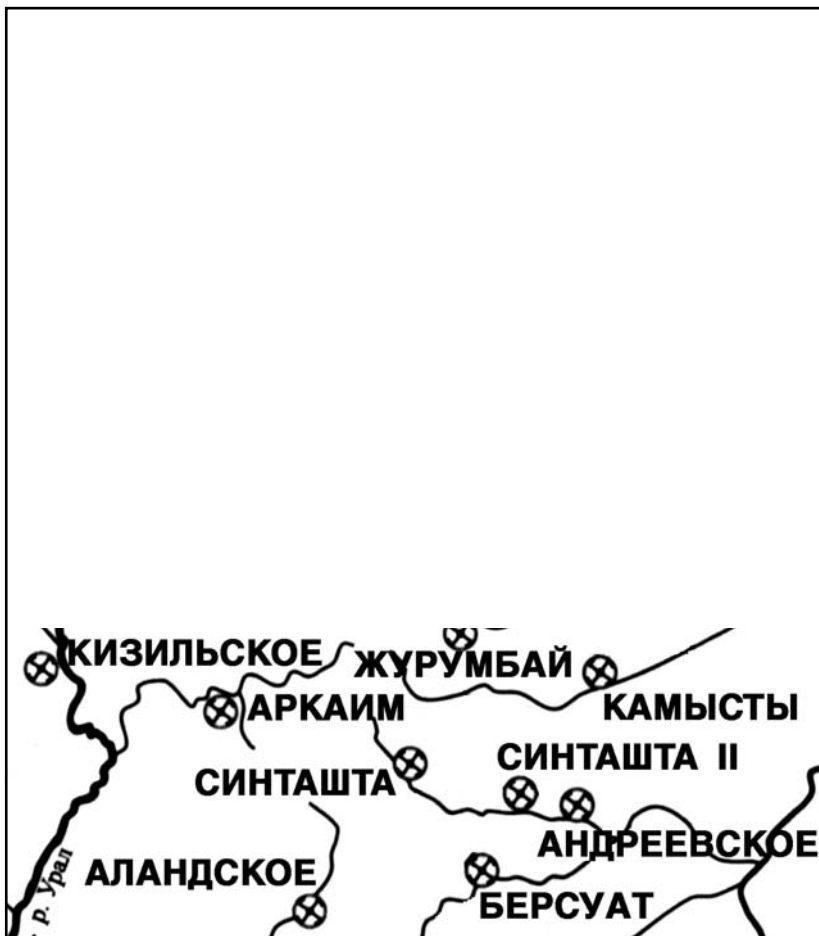 КИЗИЛЬСКОЕ
ЖУРУМБАЙ
АРКАИМ
КАМЫСТЫ
СИНТАШТА II
СИНТАШТА
АНДРЕЕВСКОЕ
АЛАНДСКОЕ
БЕРСУАТ
р. Урал